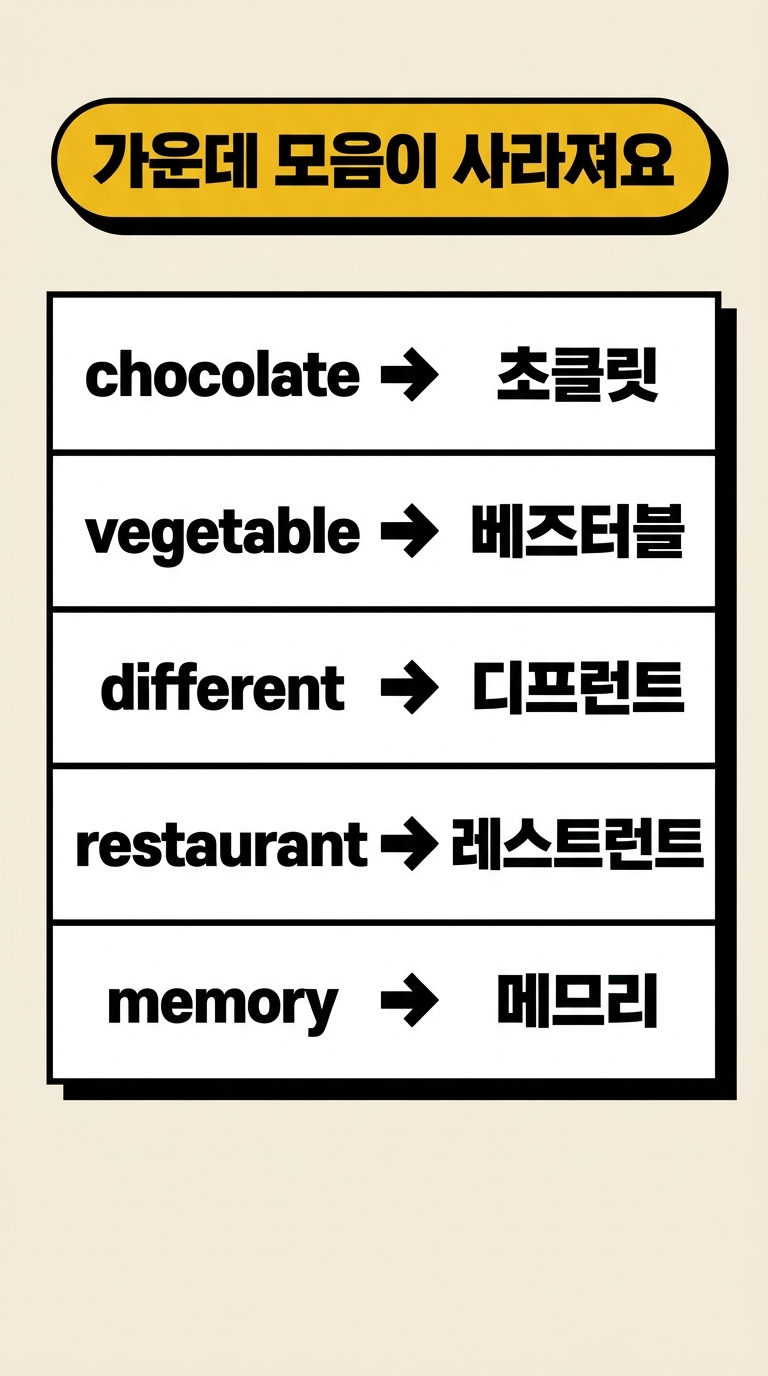 가운데 모음이 사라져요
chocolate → 초클릿
vegetable → 베즈터블
different → 디프런트
restaurant → 레스트런트
memory → 메므리